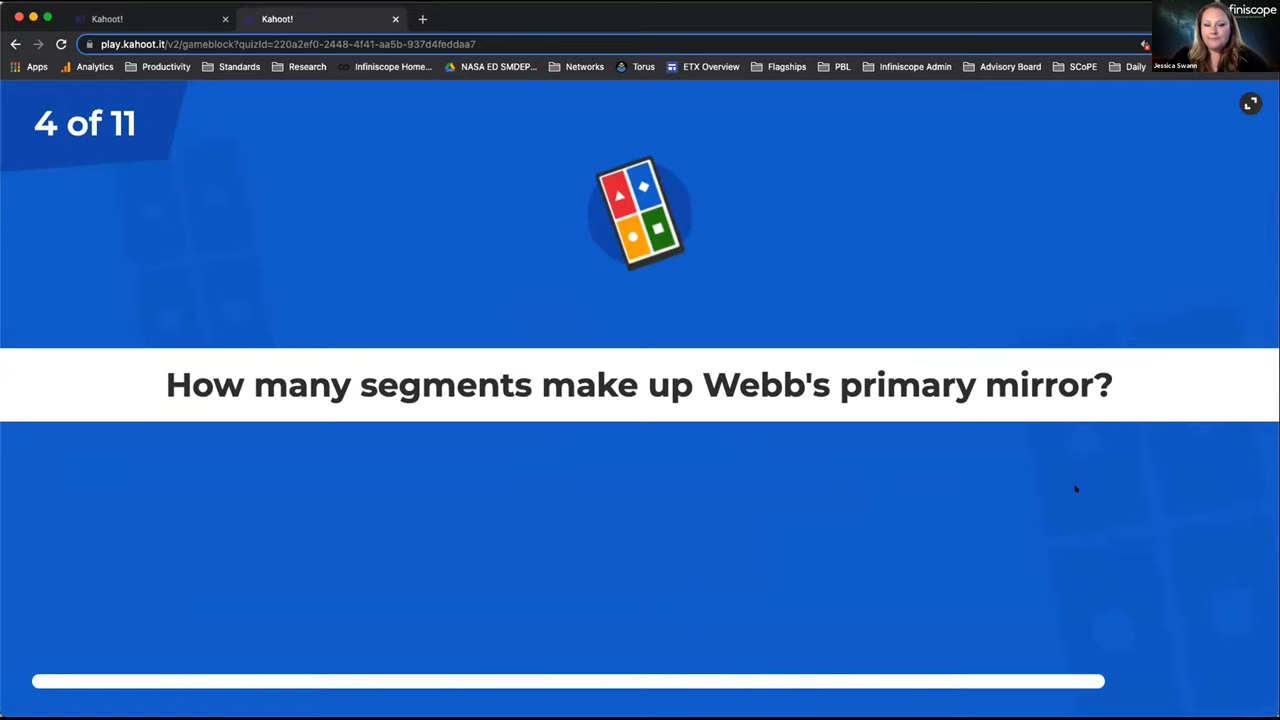 Kahoot!
Kahoot!
play.kahoot.it/v2/gameblock?quizId=220a2ef0-2448-4f41-aa5b-937d4feddaa7
Apps Analytics Productivity Standards Research Infiniscope Home... NASA ED SMDEP... Networks Torus ETX Overview Flagships PBL Infiniscope Admin Advisory Board SCoPE Daily
finiscope
Jessica Swann
4 of 11
How many segments make up Webb's primary mirror?